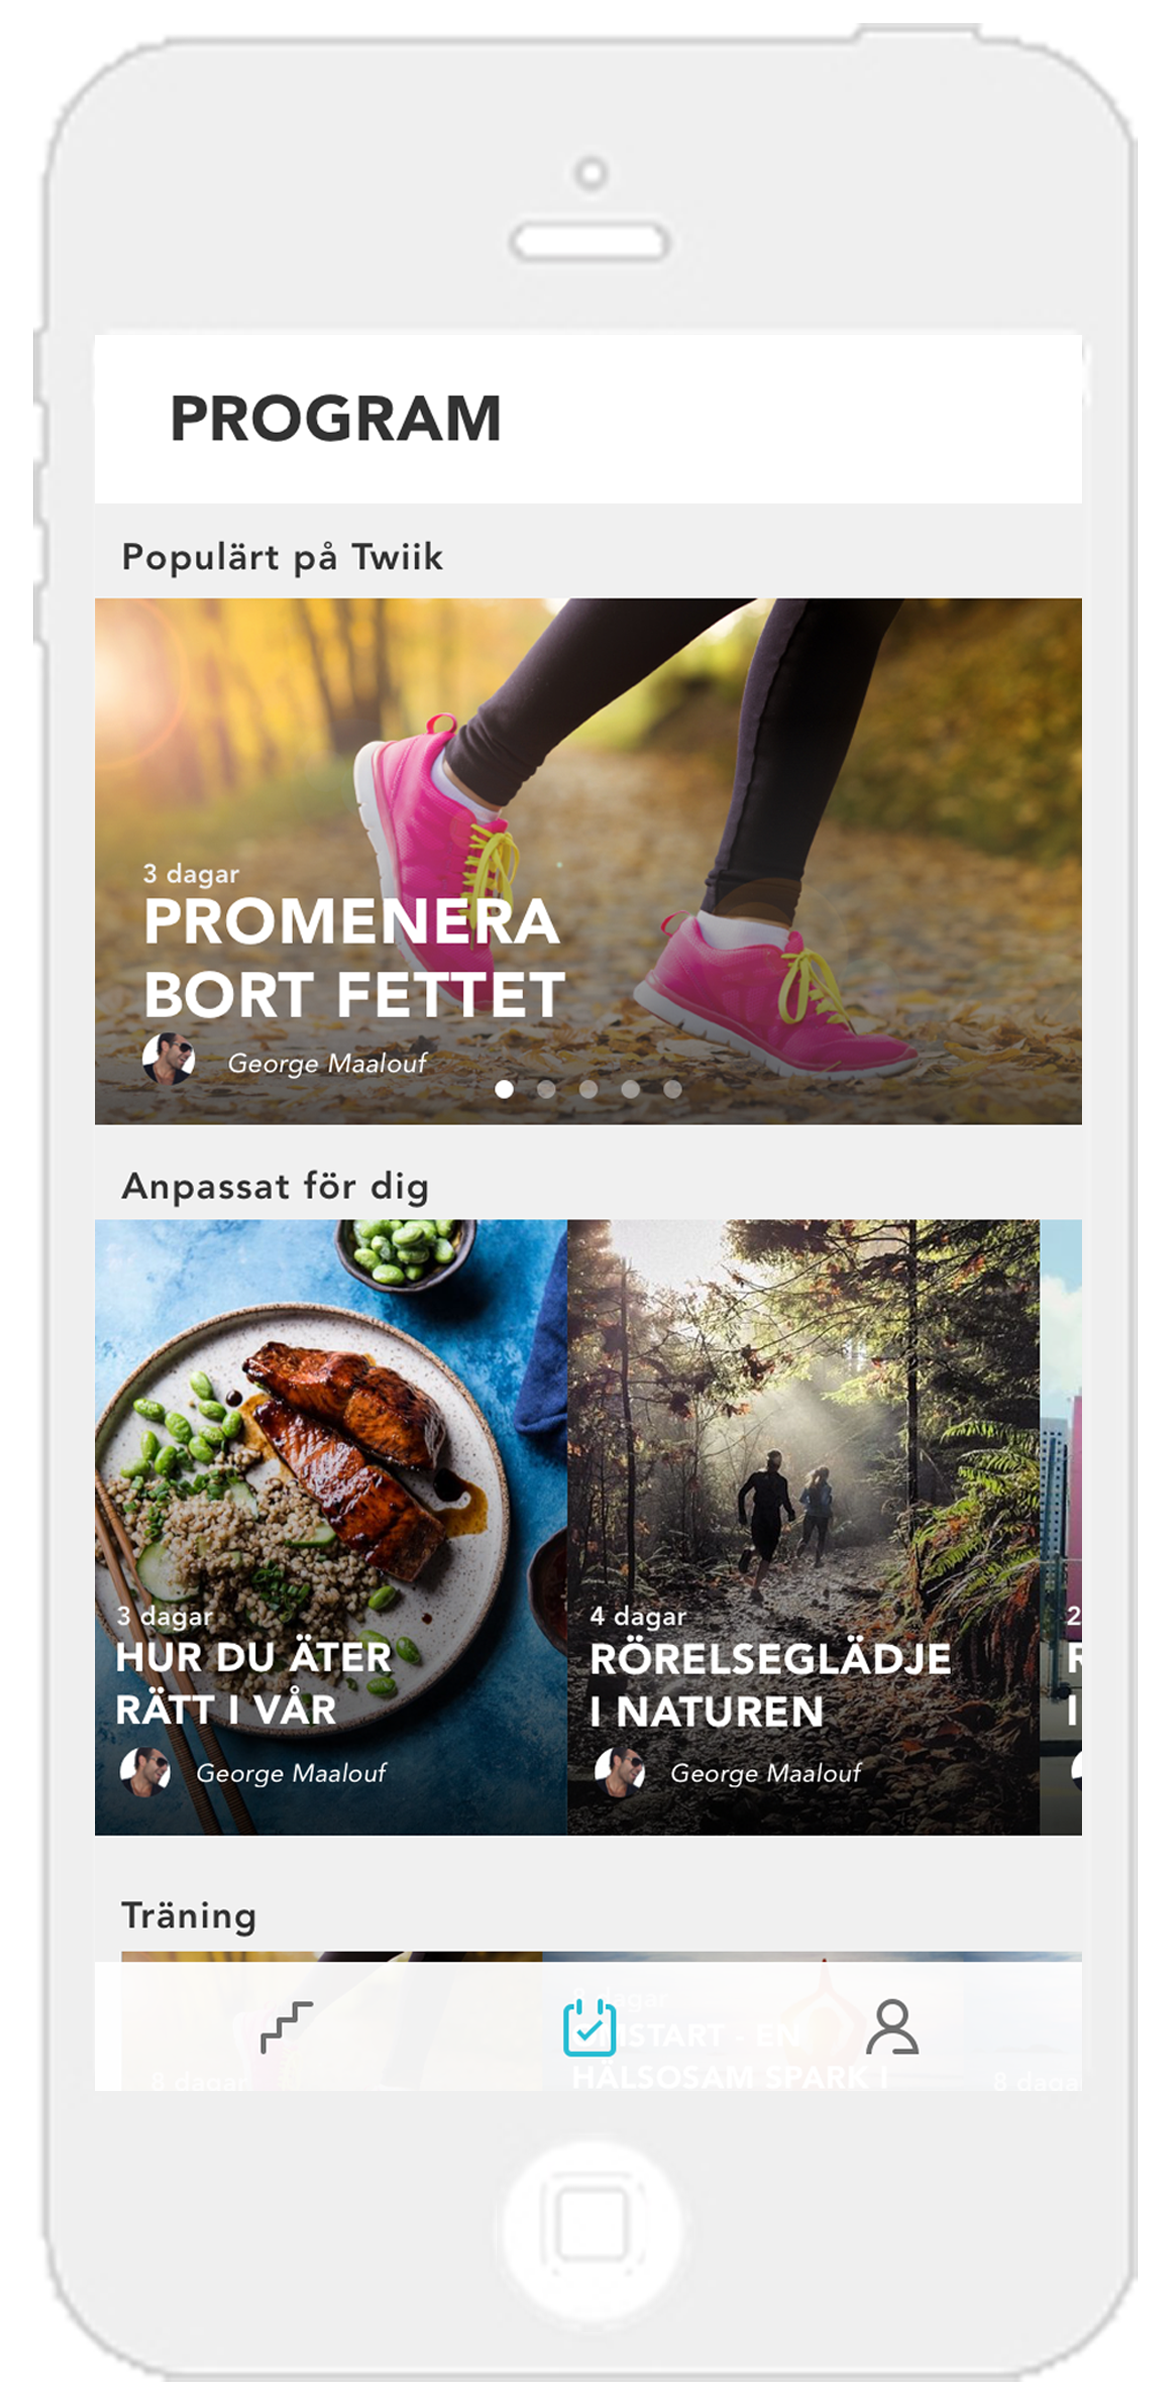 PROGRAM
Populärt på Twiik
3 dagar
PROMENERA
BORT FETTET
George Maalouf
Anpassat för dig
3 dagar
HUR DU ÄTER
RÄTT I VÅR
George Maalouf
4 dagar
RÖRELSEGLÄDJE
I NATUREN
George Maalouf
2
R
I
Träning
8 dagar
EN
HÄLSOSAM SPARK I
8 daga